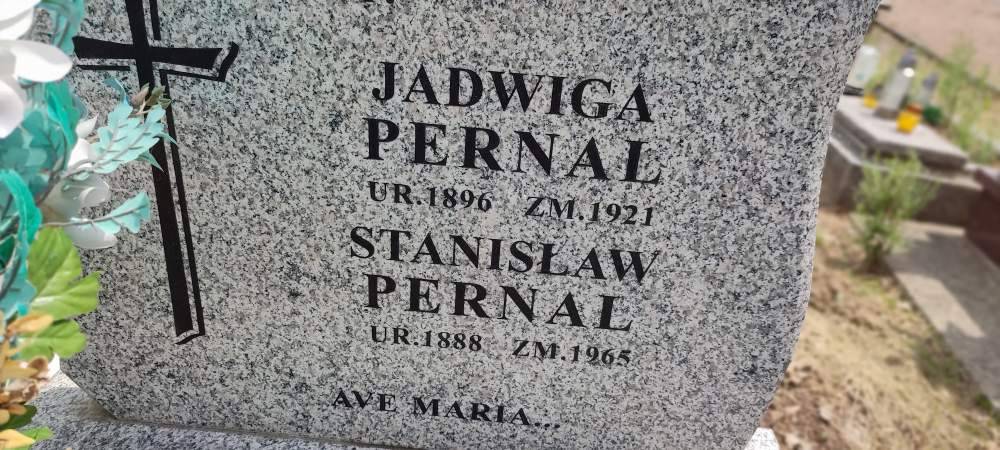 JADWIGA
PERNAL
UR.1896 ZM.1921
STANISŁAW
PERNAL
UR.1888 ZM.1965
AVE MARIA...